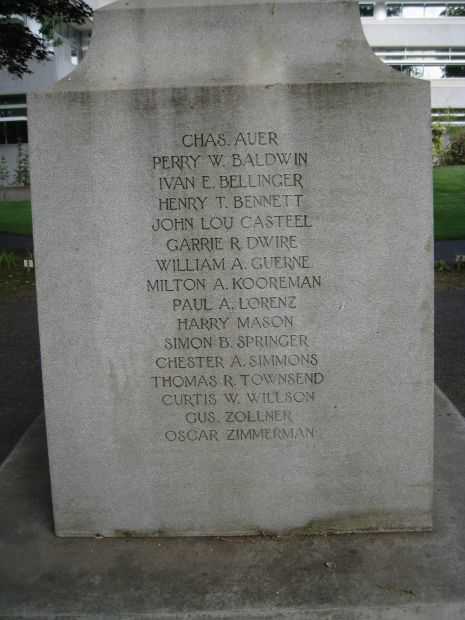 CHAS. AUER
PERRY W. BALDWIN
IVAN E. BELLINGER
HENRY T. BENNETT
JOHN LOU CASTEEL
GARRIE R. DWIRE
WILLIAM A. GUERNE
MILTON A. KOOREMAN
PAUL A. LORENZ
HARRY MASON
SIMON B. SPRINGER
CHESTER A. SIMMONS
THOMAS R. TOWNSEND
CURTIS W. WILLSON
GUS. ZOLLNER
OSCAR ZIMMERMAN